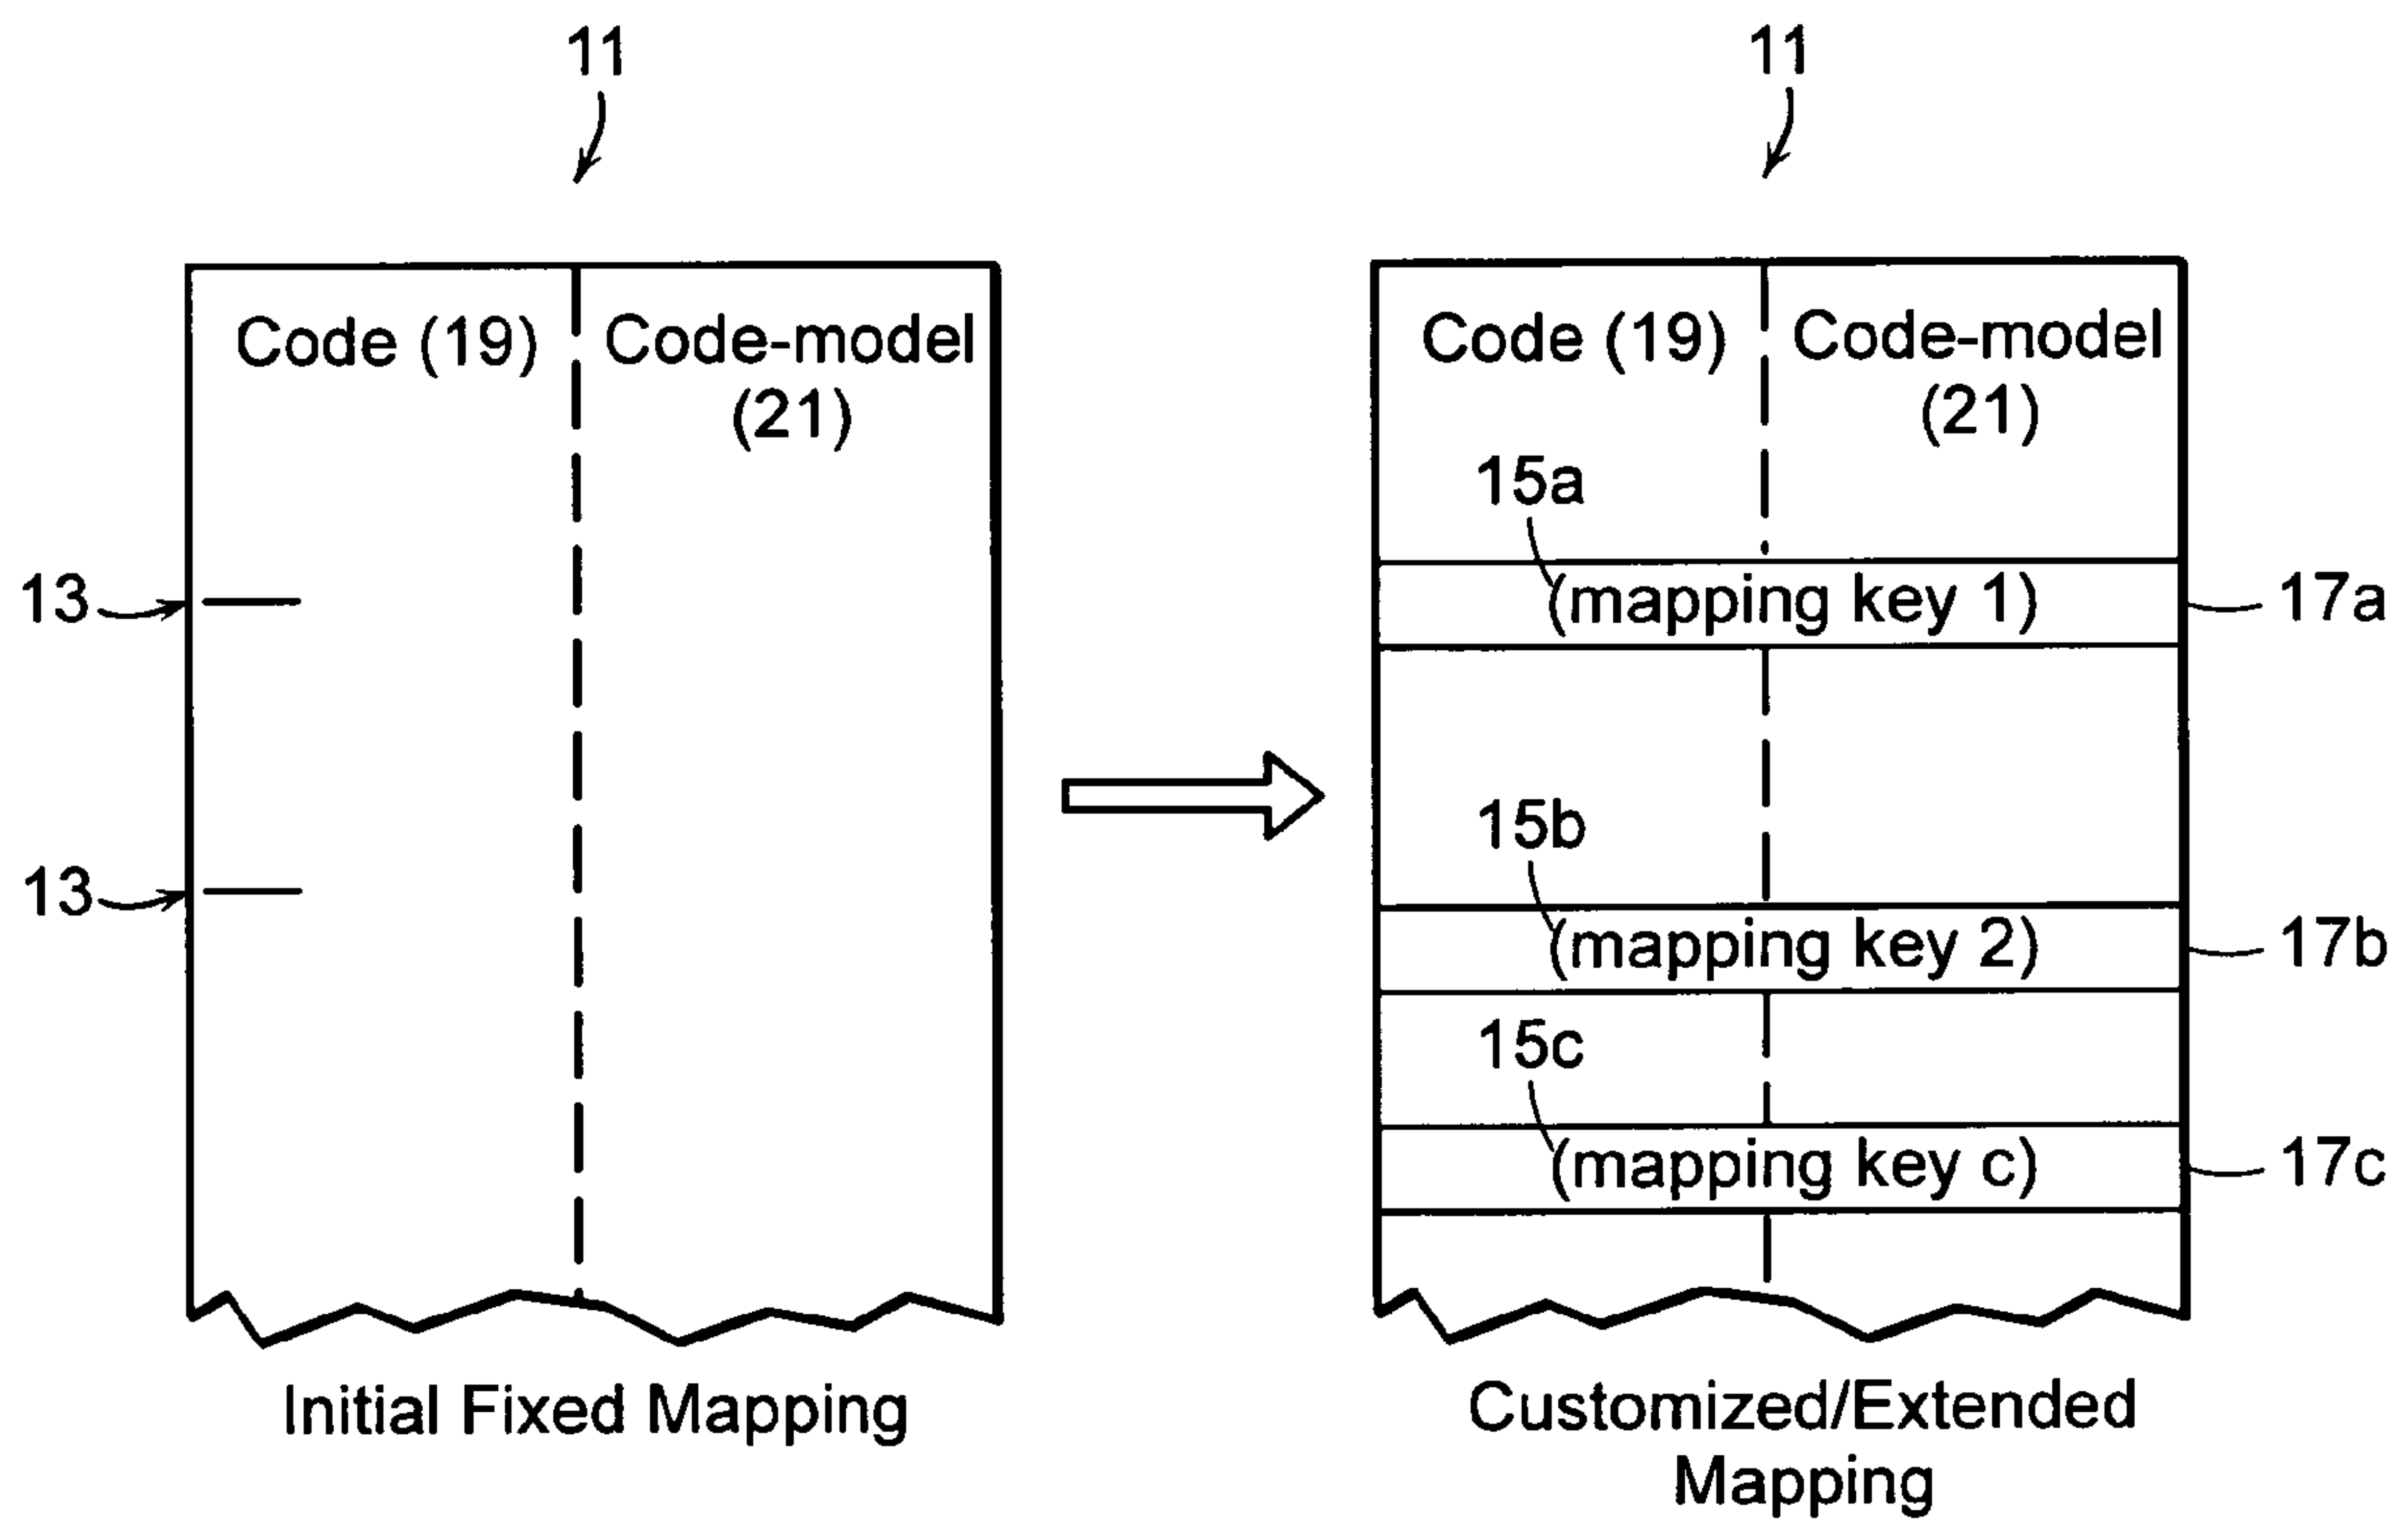 11
11
Code (19)
Code-model
(21)
Code (19)
Code-model
(21)
15a
13
(mapping key 1)
17a
15b
13
(mapping key 2)
17b
15c
(mapping key c)
17c
Initial Fixed Mapping
Customized/Extended
Mapping